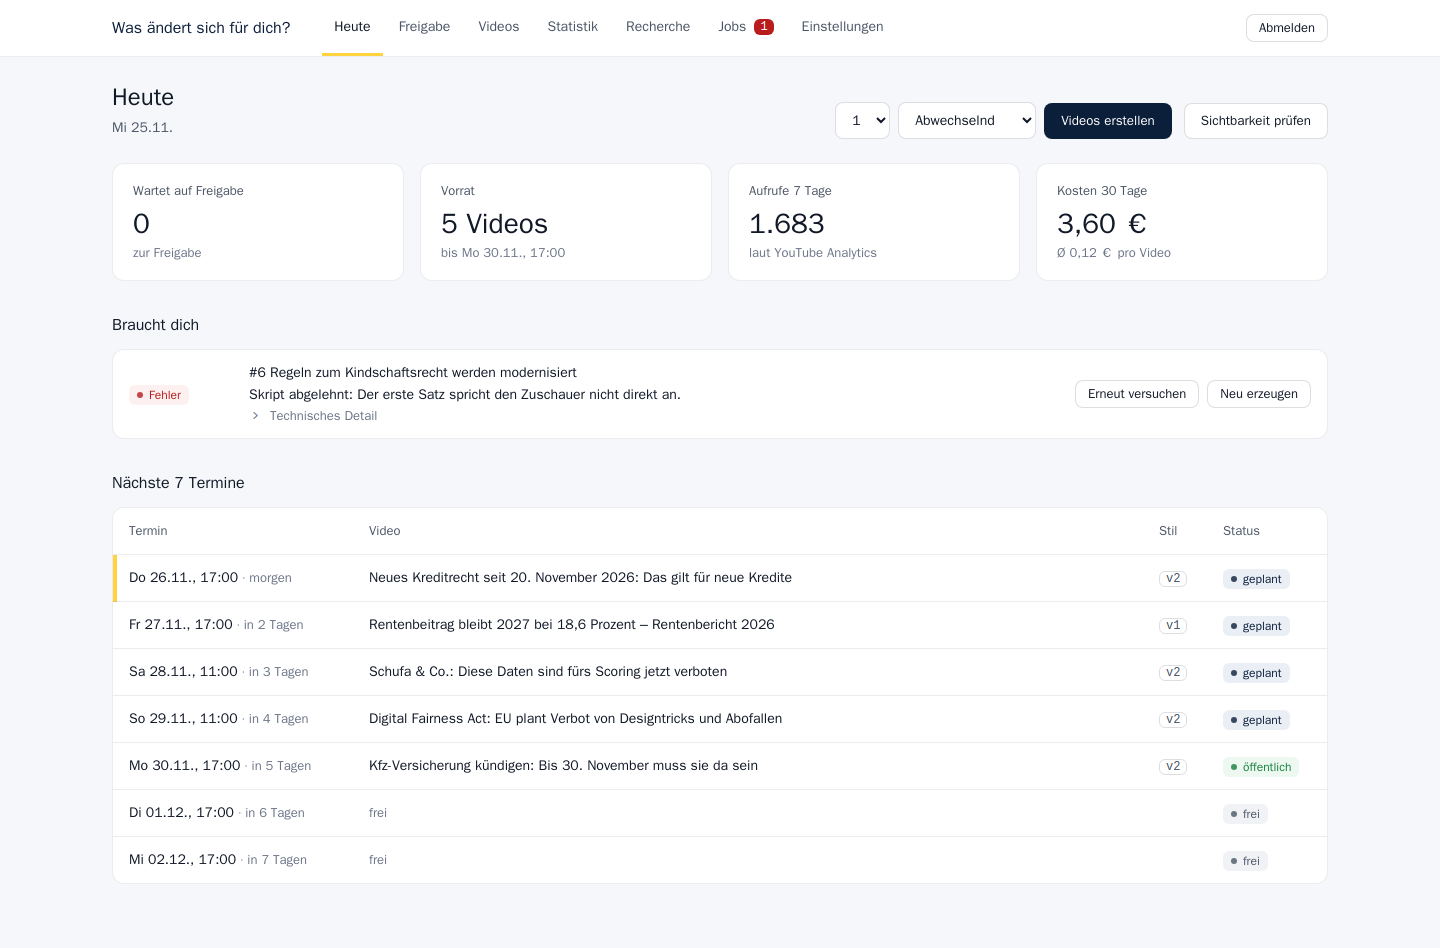 Was ändert sich für dich?
Heute
Freigabe
Videos
Statistik
Recherche
Jobs 1
Einstellungen
Abmelden
Heute
Mi 25.11.
1
Abwechselnd
Videos erstellen
Sichtbarkeit prüfen
Wartet auf Freigabe
0
zur Freigabe
Vorrat
5 Videos
bis Mo 30.11., 17:00
Aufrufe 7 Tage
1.683
laut YouTube Analytics
Kosten 30 Tage
3,60 €
Ø 0,12 € pro Video
Braucht dich
Fehler
#6 Regeln zum Kindschaftsrecht werden modernisiert
Skript abgelehnt: Der erste Satz spricht den Zuschauer nicht direkt an.
Technisches Detail
Erneut versuchen
Neu erzeugen
Nächste 7 Termine
Termin Video Stil Status
Do 26.11., 17:00 · morgen Neues Kreditrecht seit 20. November 2026: Das gilt für neue Kredite v2 geplant
Fr 27.11., 17:00 · in 2 Tagen Rentenbeitrag bleibt 2027 bei 18,6 Prozent – Rentenbericht 2026 v1 geplant
Sa 28.11., 11:00 · in 3 Tagen Schufa & Co.: Diese Daten sind fürs Scoring jetzt verboten v2 geplant
So 29.11., 11:00 · in 4 Tagen Digital Fairness Act: EU plant Verbot von Designtricks und Abofallen v2 geplant
Mo 30.11., 17:00 · in 5 Tagen Kfz-Versicherung kündigen: Bis 30. November muss sie da sein v2 öffentlich
Di 01.12., 17:00 · in 6 Tagen frei frei
Mi 02.12., 17:00 · in 7 Tagen frei frei